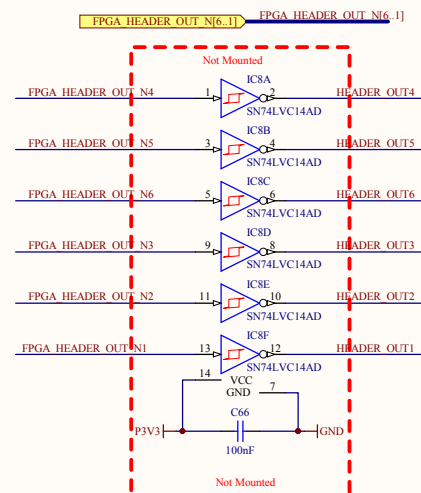 FPGA_HEADER_OUT_N[6..1] FPGA_HEADER_OUT_N[6..1]
Not Mounted
IC8A
FPGA_HEADER_OUT_N4 1 2 HEADER_OUT4
SN74LVC14AD
IC8B
FPGA_HEADER_OUT_N5 3 4 HEADER_OUT5
SN74LVC14AD
IC8C
FPGA_HEADER_OUT_N6 5 6 HEADER_OUT6
SN74LVC14AD
IC8D
FPGA_HEADER_OUT_N3 9 8 HEADER_OUT3
SN74LVC14AD
IC8E
FPGA_HEADER_OUT_N2 11 10 HEADER_OUT2
SN74LVC14AD
IC8F
FPGA_HEADER_OUT_N1 13 12 HEADER_OUT1
SN74LVC14AD
14 VCC
GND 7
C66
P3V3 GND
100nF
Not Mounted